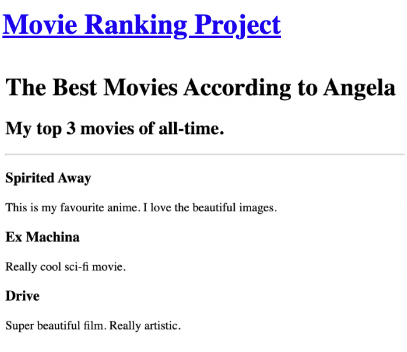 Movie Ranking Project
The Best Movies According to Angela
My top 3 movies of all-time.
Spirited Away
This is my favourite anime. I love the beautiful images.
Ex Machina
Really cool sci-fi movie.
Drive
Super beautiful film. Really artistic.